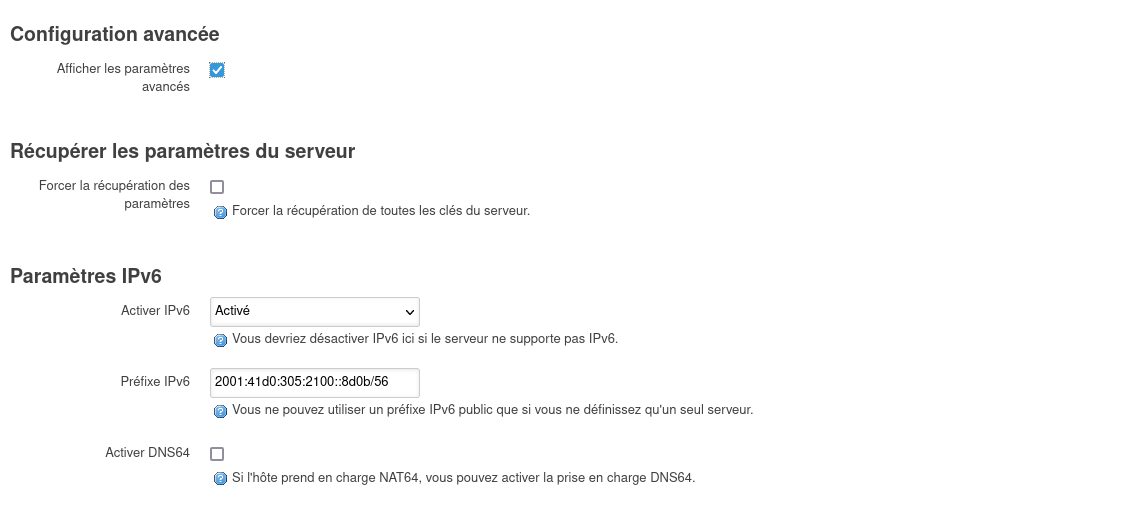 Configuration avancée
Afficher les paramètres
avancés
Récupérer les paramètres du serveur
Forcer la récupération des
paramètres
Forcer la récupération de toutes les clés du serveur.
Paramètres IPv6
Activer IPv6
Activé
Vous devriez désactiver IPv6 ici si le serveur ne supporte pas IPv6.
Préfixe IPv6
2001:41d0:305:2100::8d0b/56
Vous ne pouvez utiliser un préfixe IPv6 public que si vous ne définissez qu'un seul serveur.
Activer DNS64
Si l'hôte prend en charge NAT64, vous pouvez activer la prise en charge DNS64.